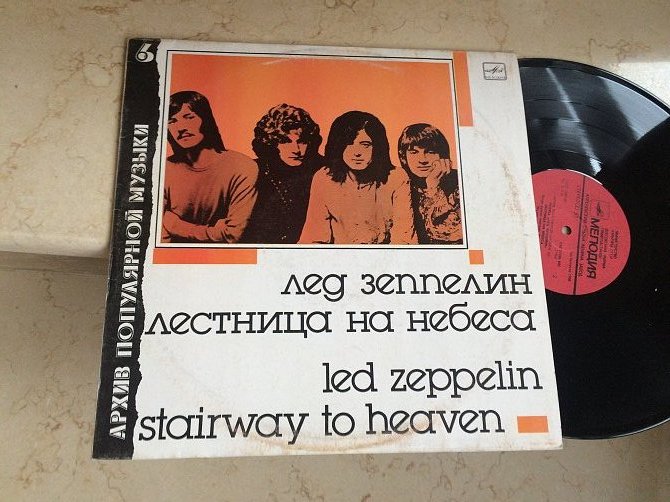 6
АРХИВ ПОПУЛЯРНОЙ МУЗЫКИ
лед зеппелин
лестница на небеса
led zeppelin
stairway to heaven
МЕЛОДИЯ